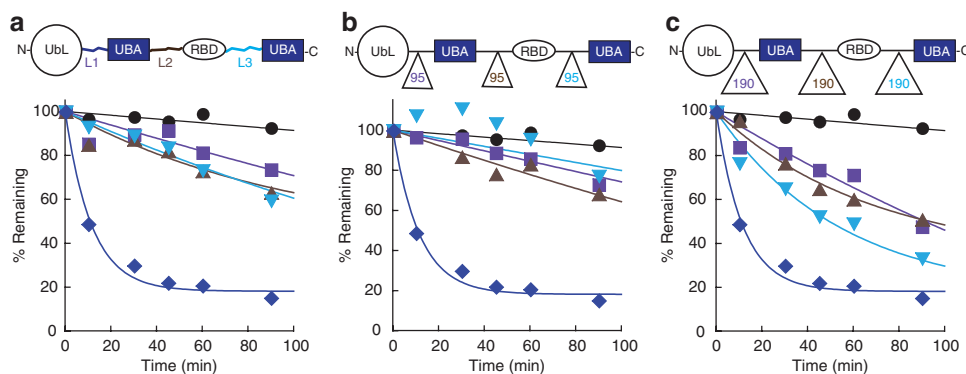 a
N- UbL UBA RBD UBA -C
L1 L2 L3
100
80
60
40
20
0
% Remaining
0 20 40 60 80 100
Time (min)
b
N- UbL UBA RBD UBA -C
95 95 95
100
80
60
40
20
0
% Remaining
0 20 40 60 80 100
Time (min)
c
N- UbL UBA RBD UBA -C
190 190 190
100
80
60
40
20
0
% Remaining
0 20 40 60 80 100
Time (min)